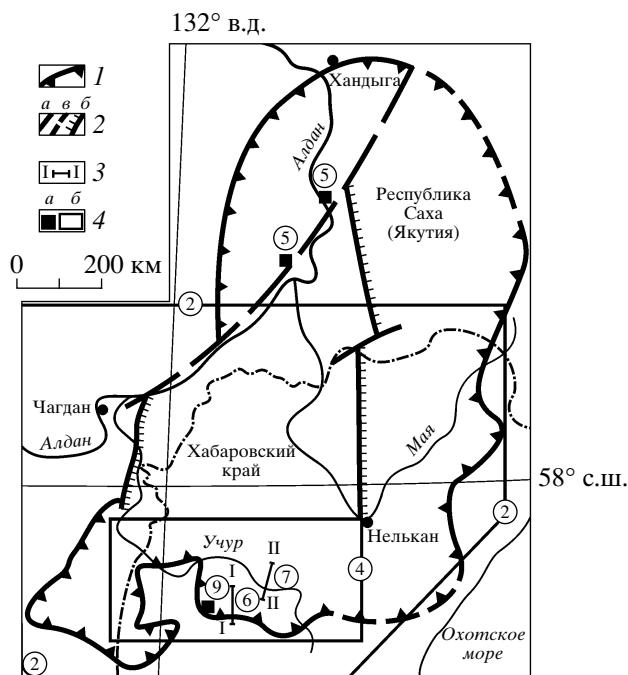 132° в.д.
1
а в б
2
I I 3
а б
4
0 200 км
Хандыга
Алдан
5
5
Республика
Саха
(Якутия)
2
Чагдан
Алдан
Хабаровский
край
Мая
58° с.ш.
2
Нелькан
Учур
II
I
9
6
7
II
I
4
Охотское
море
2